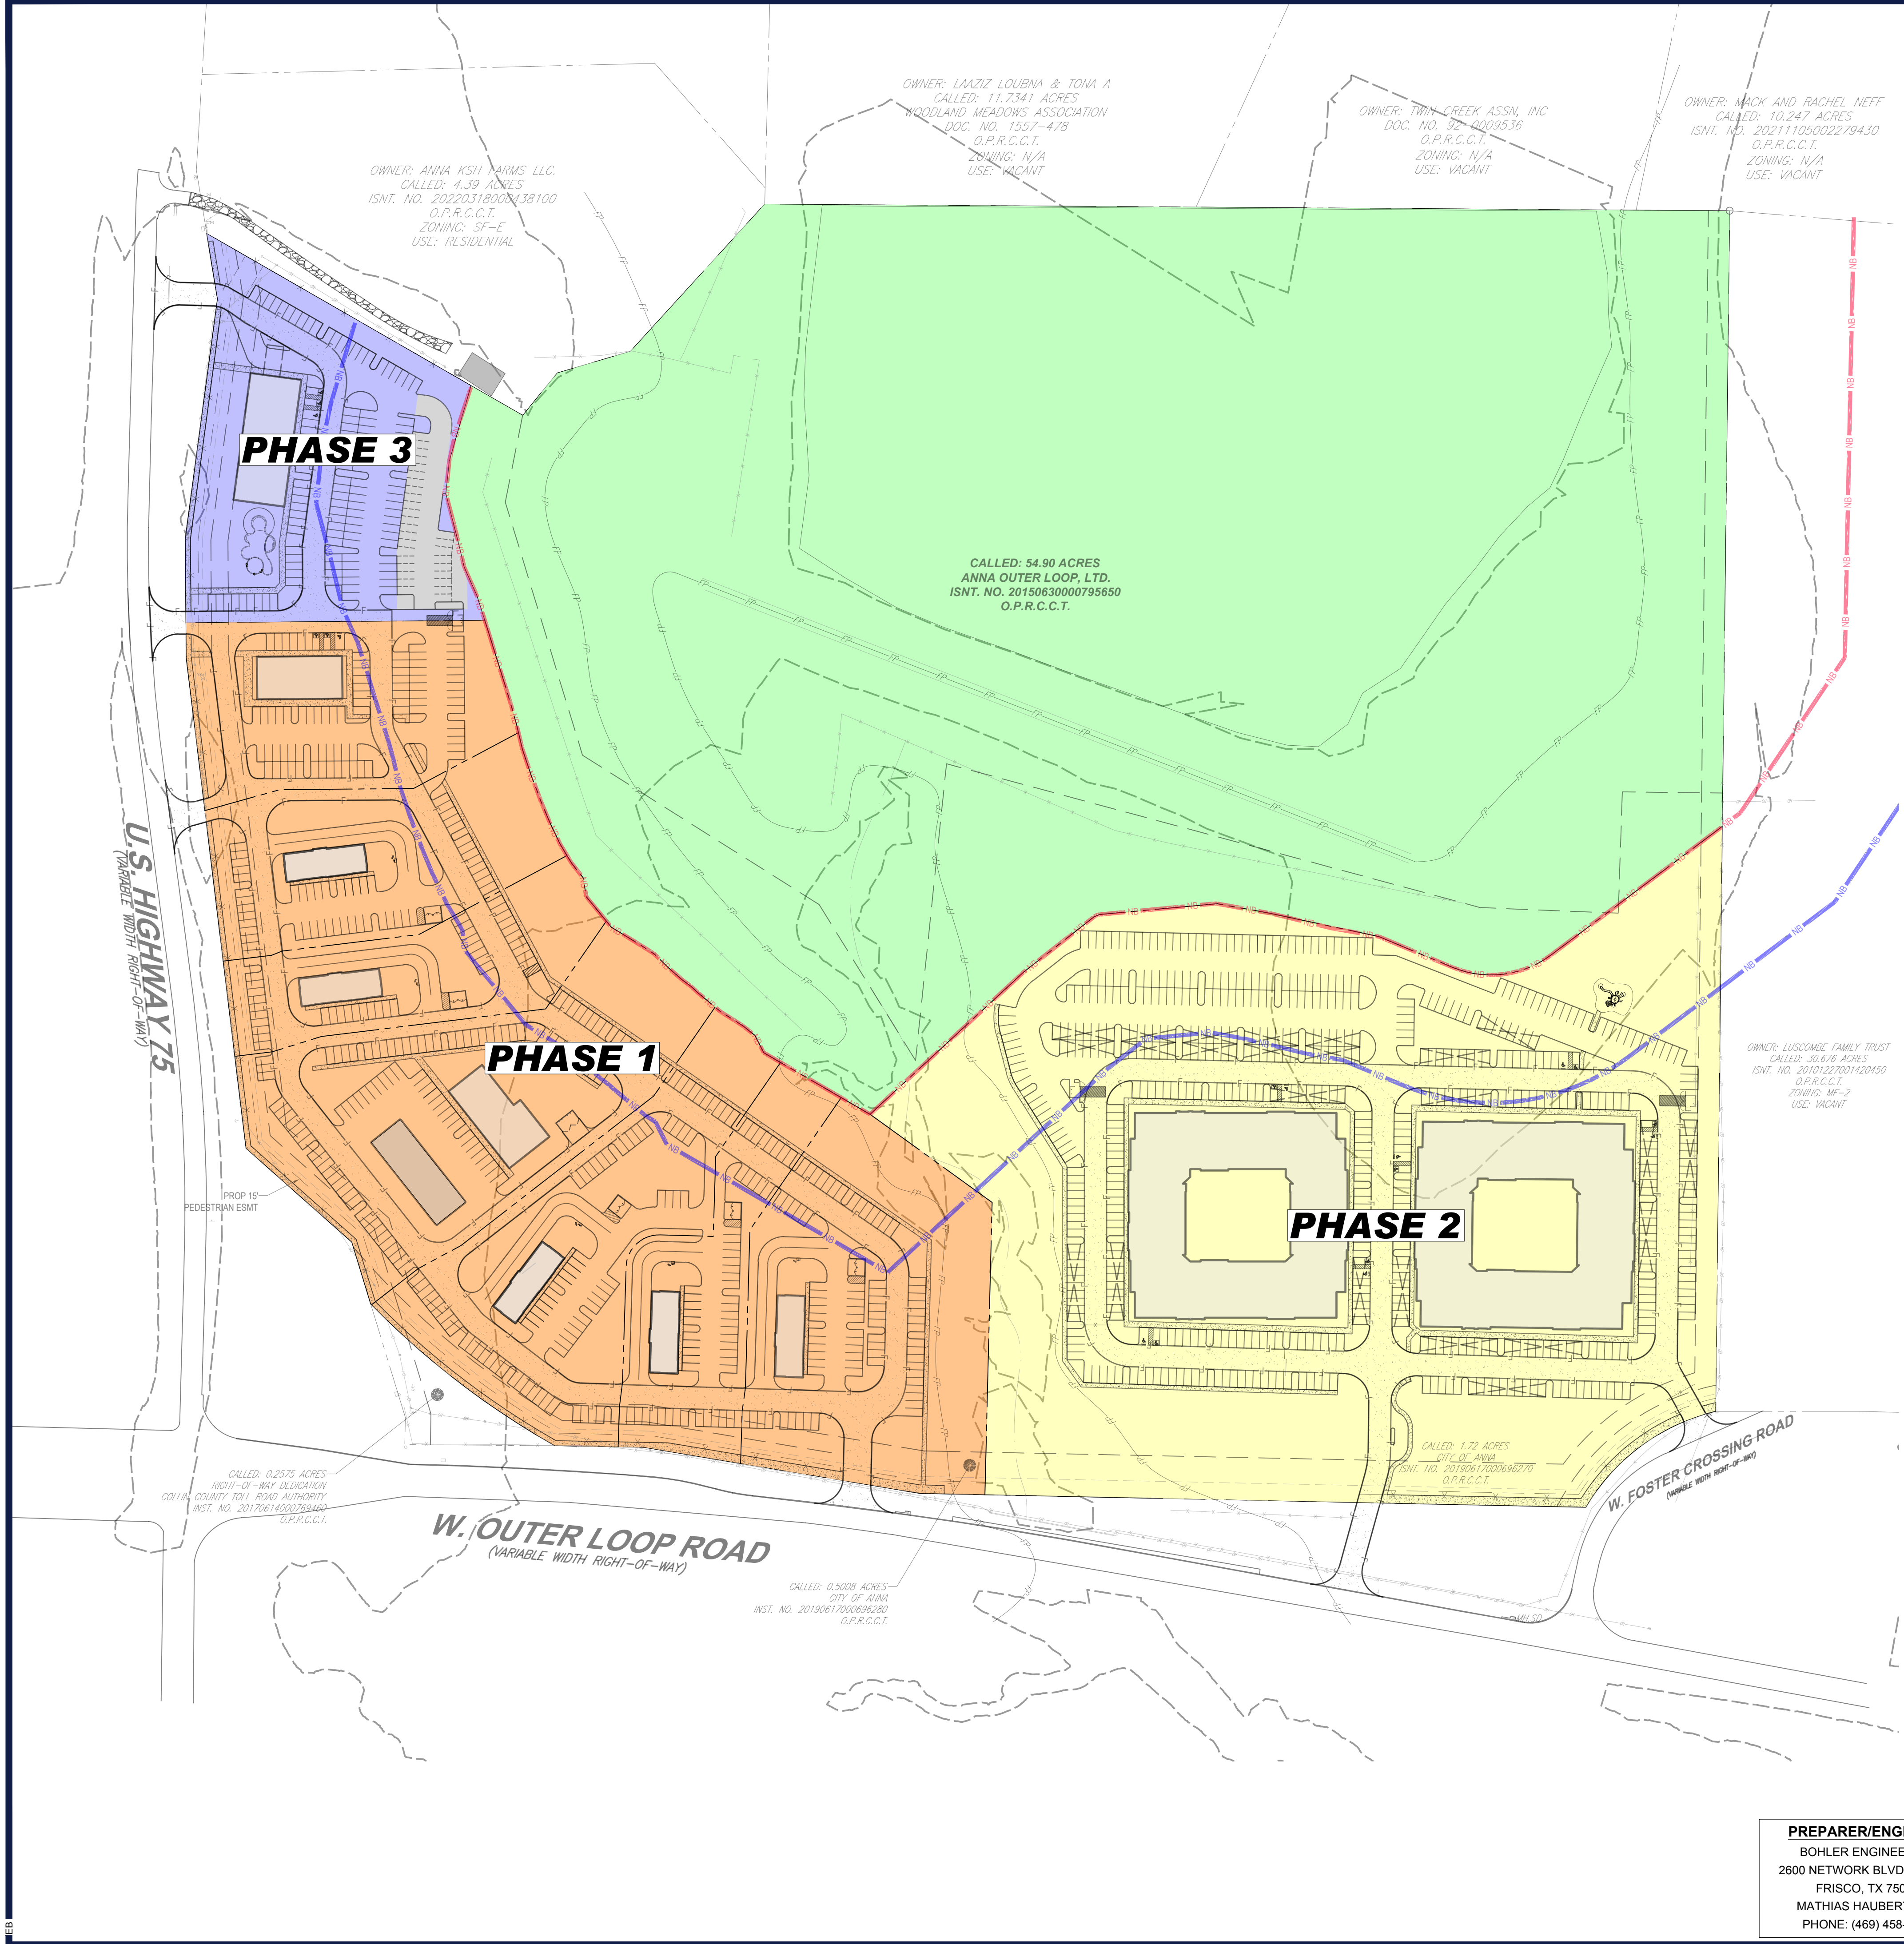 OWNER: LAAZIZ LOUBNA & TONA A
CALLED: 11.7341 ACRES
WOODLAND MEADOWS ASSOCIATION
DOC. NO. 1557-478
O.P.R.C.C.T.
ZONING: N/A
USE: VACANT
OWNER: TWIN CREEK ASSN, INC
DOC. NO. 92-0009536
O.P.R.C.C.T.
ZONING: N/A
USE: VACANT
OWNER: MACK AND RACHEL NEFF
CALLED: 10.247 ACRES
ISNT. NO. 20211105002279430
O.P.R.C.C.T.
ZONING: N/A
USE: VACANT
OWNER: ANNA KSH FARMS LLC.
CALLED: 4.39 ACRES
ISNT. NO. 20220318000438100
O.P.R.C.C.T.
ZONING: SF-E
USE: RESIDENTIAL
PHASE 3
CALLED: 54.90 ACRES
ANNA OUTER LOOP, LTD.
ISNT. NO. 20150630000795650
O.P.R.C.C.T.
U.S. HIGHWAY 75
(VARIABLE WIDTH RIGHT-OF-WAY)
PHASE 1
OWNER: LUSCOMBE FAMILY TRUST
CALLED: 30.676 ACRES
ISNT. NO. 20101227001420450
O.P.R.C.C.T.
ZONING: MF-2
USE: VACANT
PROP 15'
PEDESTRIAN ESMT
PHASE 2
CALLED: 1.72 ACRES
CITY OF ANNA
ISNT. NO. 20190617000696270
O.P.R.C.C.T.
W. FOSTER CROSSING ROAD
(VARIABLE WIDTH RIGHT-OF-WAY)
CALLED: 0.2575 ACRES
RIGHT-OF-WAY DEDICATION
COLLIN COUNTY TOLL ROAD AUTHORITY
INST. NO. 20170614000769460
O.P.R.C.C.T.
W. OUTER LOOP ROAD
(VARIABLE WIDTH RIGHT-OF-WAY)
CALLED: 0.5008 ACRES
CITY OF ANNA
INST. NO. 20190617000696280
O.P.R.C.C.T.
MH SD
PREPARER/ENG
BOHLER ENGINEE
2600 NETWORK BLVD
FRISCO, TX 750
MATHIAS HAUBER
PHONE: (469) 458-
EB